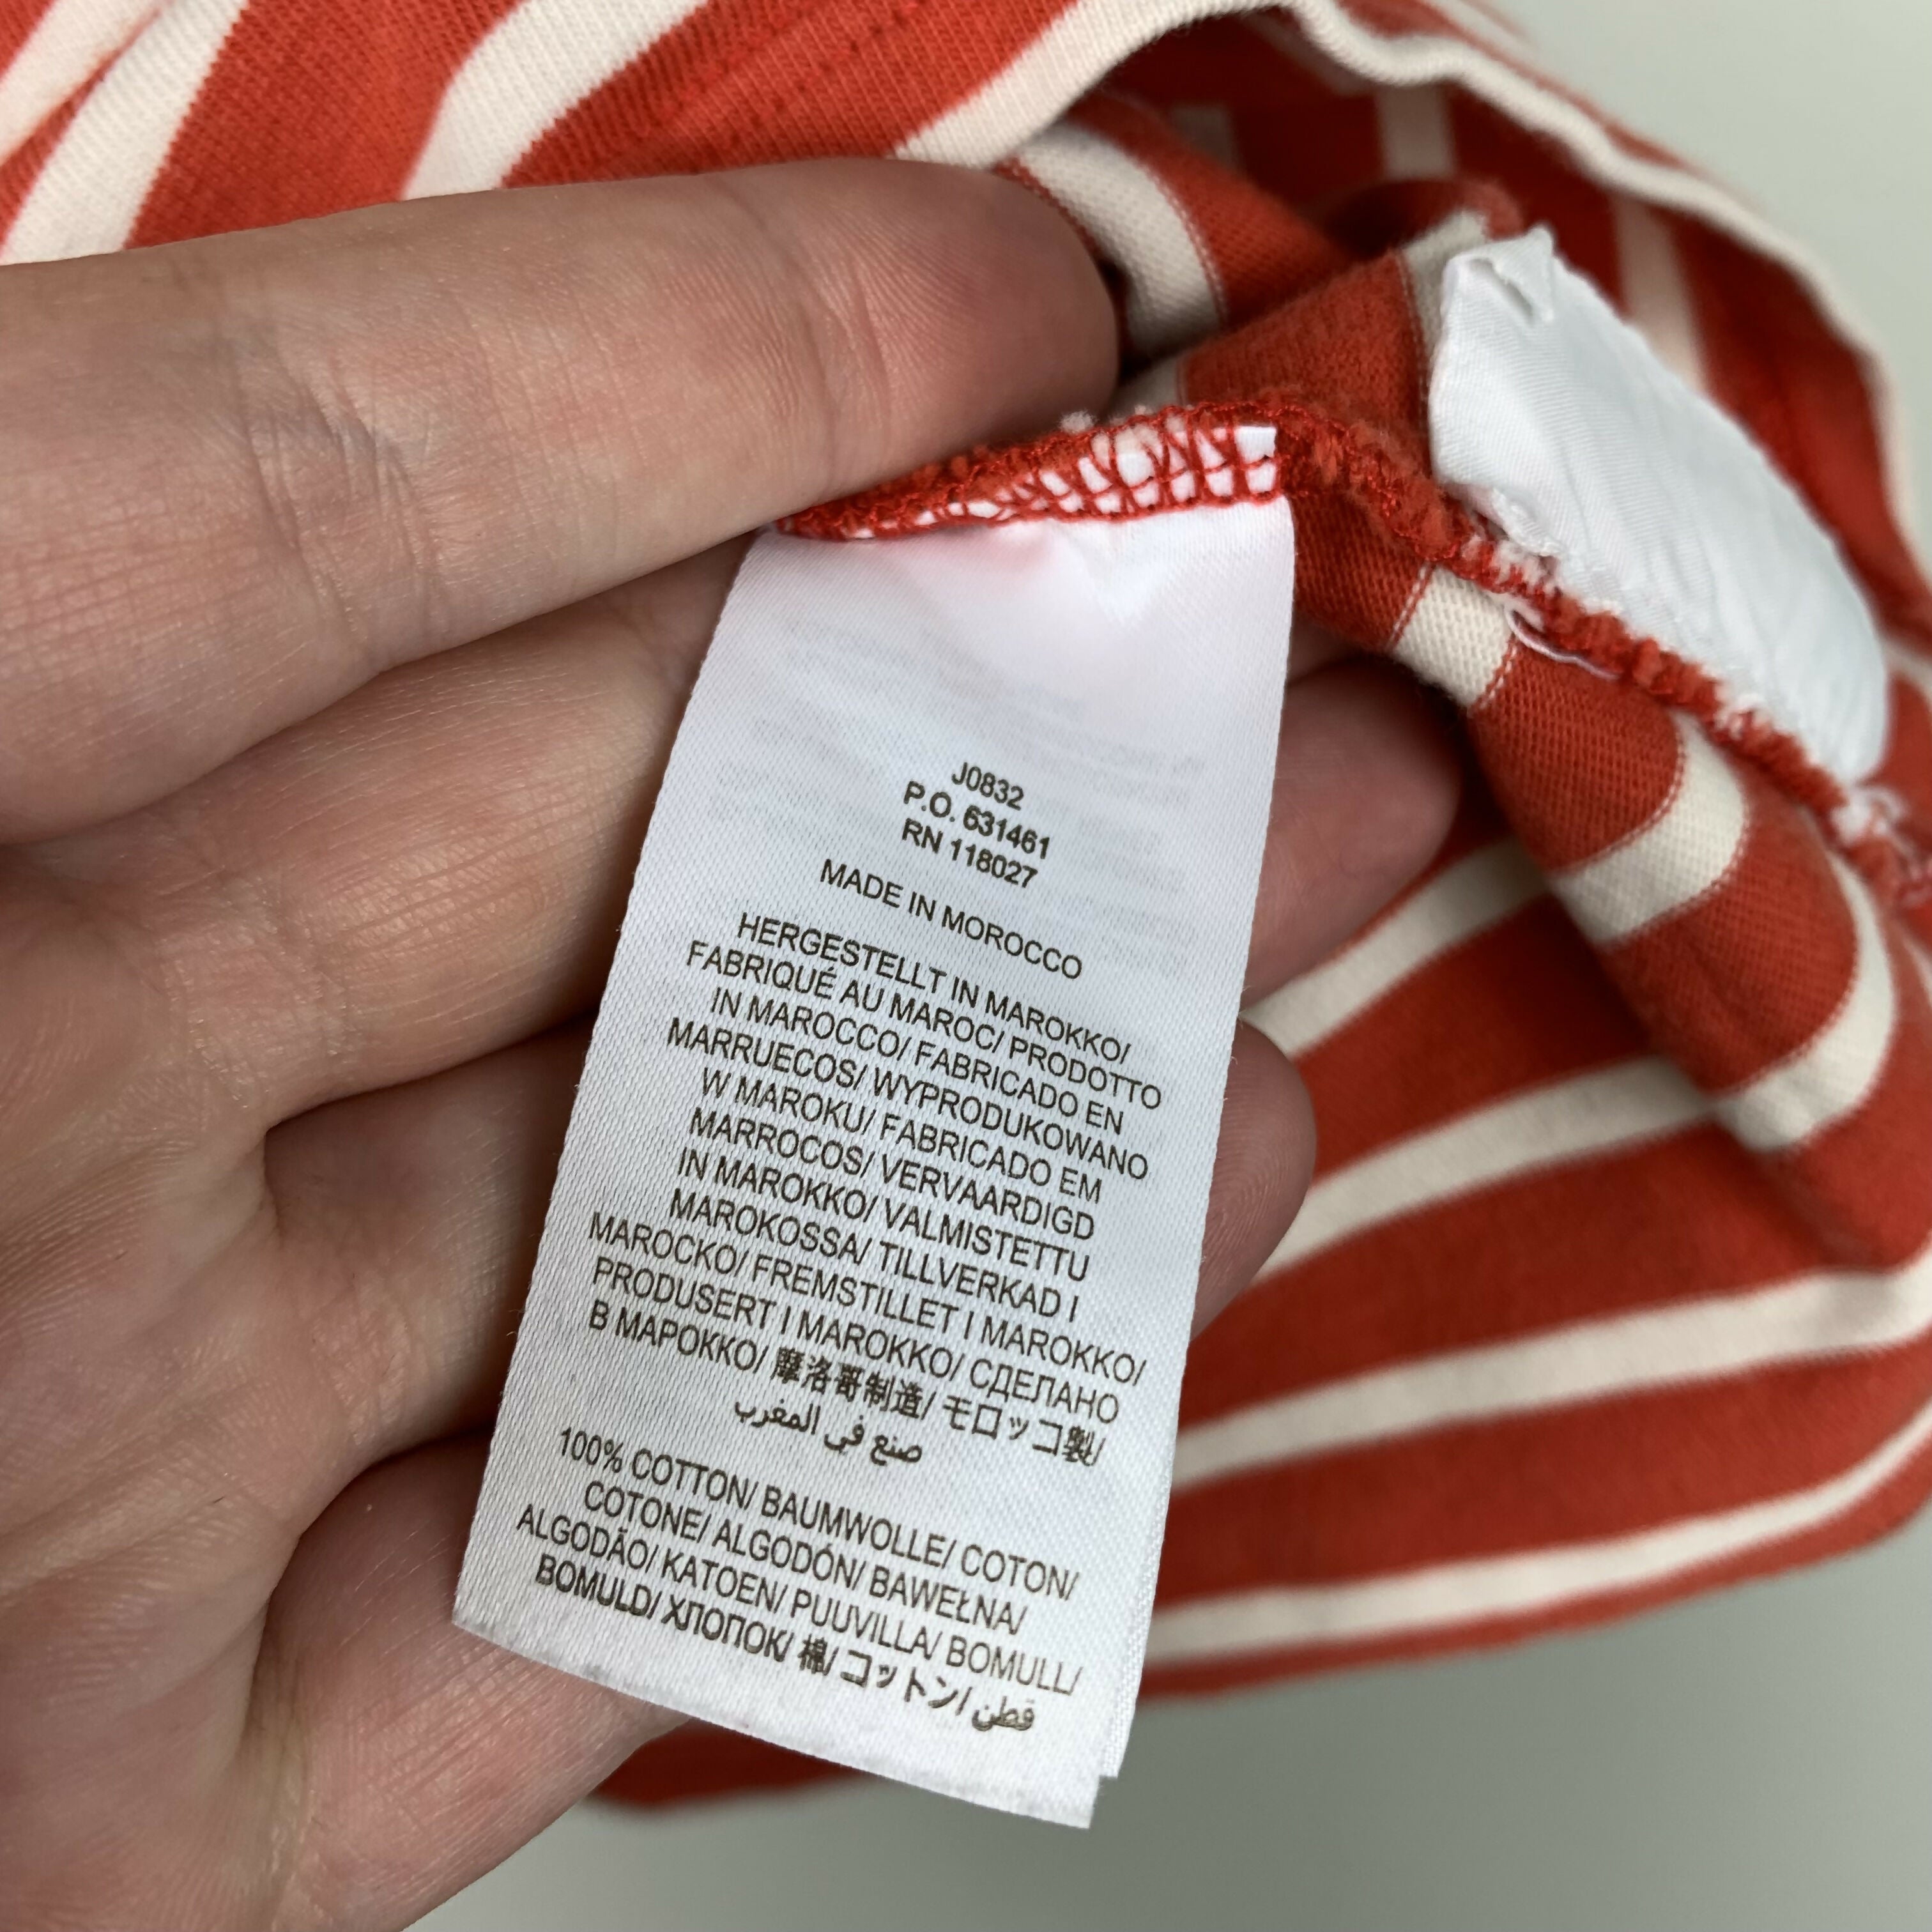 J0832
P.O. 631461
RN 118027
MADE IN MOROCCO
HERGESTELLT IN MAROKKO/
FABRIQUÉ AU MAROC/ PRODOTTO
IN MAROCCO/ FABRICADO EN
MARRUECOS/ WYPRODUKOWANO
W MAROKU/ FABRICADO EM
MARROCOS/ VERVAARDIGD
IN MAROKKO/ VALMISTETTU
MAROKOSSA/ TILLVERKAD I
MAROCKO/ FREMSTILLET I MAROKKO/
PRODUSERT I MAROKKO/ СДЕЛАНО
В МАРОККО/ 摩洛哥制造/ モロッコ製/
صنع في المغرب
100% COTTON/ BAUMWOLLE/ COTON/
COTONE/ ALGODÓN/ BAWEŁNA/
ALGODÃO/ KATOEN/ PUUVILLA/ BOMULL/
BOMULD/ ХЛОПОК/ 棉/ コットン/ قطن